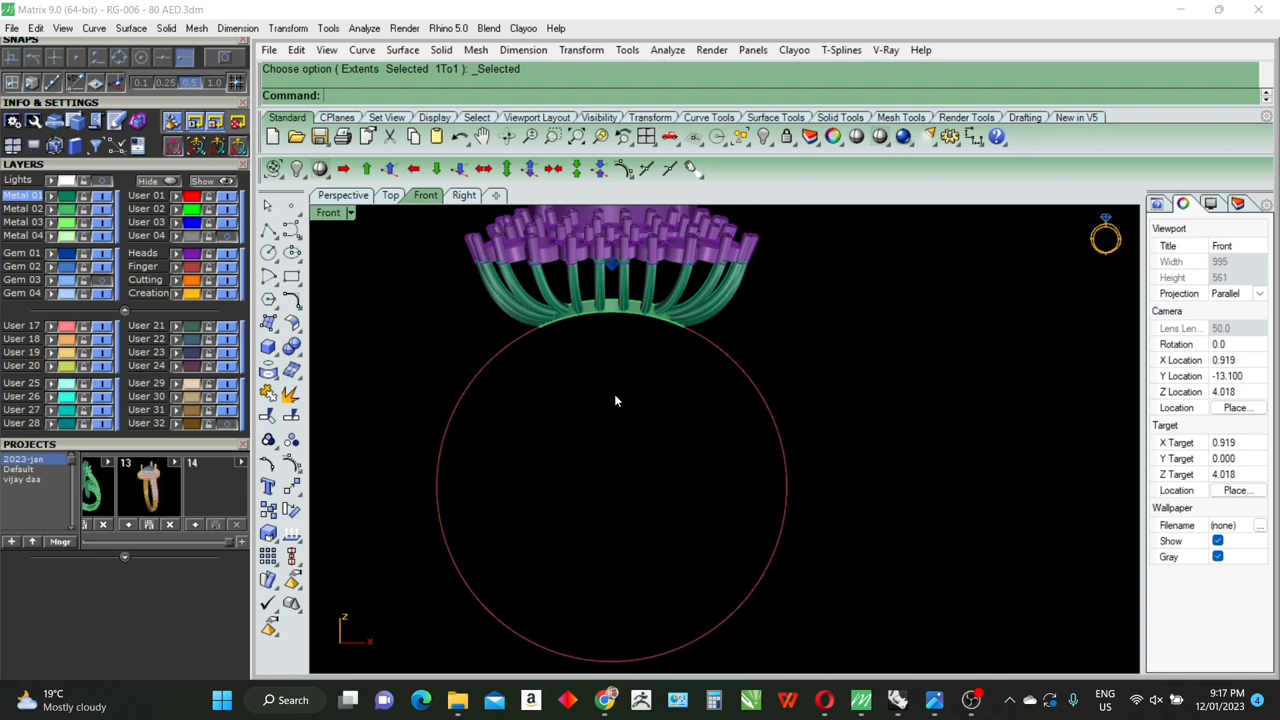 Matrix 9.0 (64-bit) - RG-006 - 80 AED.3dm
File Edit View Curve Surface Solid Mesh Dimension Transform Tools Analyze Render Rhino 5.0 Blend Clayoo Help
SNAPS
File Edit View Curve Surface Solid Mesh Dimension Transform Tools Analyze Render Panels Clayoo T-Splines V-Ray Help
Choose option ( Extents Selected 1To1 ): _Selected
Command:
0.1 0.25 0.5 1.0
INFO & SETTINGS
Standard CPlanes Set View Display Select Viewport Layout Visibility Transform Curve Tools Surface Tools Solid Tools Mesh Tools Render Tools Drafting New in V5
LAYERS
Lights Hide Show
Metal 01 User 01
Metal 02 User 02
Metal 03 User 03
Metal 04 User 04
Gem 01 Heads
Gem 02 Finger
Gem 03 Cutting
Gem 04 Creation
User 17 User 21
User 18 User 22
User 19 User 23
User 20 User 24
User 25 User 29
User 26 User 30
User 27 User 31
User 28 User 32
PROJECTS
2023-jan
Default
vijay daa
13 14
Mngr
Perspective Top Front Right
Front
z
x
Viewport
Title Front
Width 995
Height 561
Projection Parallel
Camera
Lens Len... 50.0
Rotation 0.0
X Location 0.919
Y Location -13.100
Z Location 4.018
Location Place...
Target
X Target 0.919
Y Target 0.000
Z Target 4.018
Location Place...
Wallpaper
Filename (none) ...
Show
Gray
19°C
Mostly cloudy
Search
ENG
US
9:17 PM
12/01/2023
4